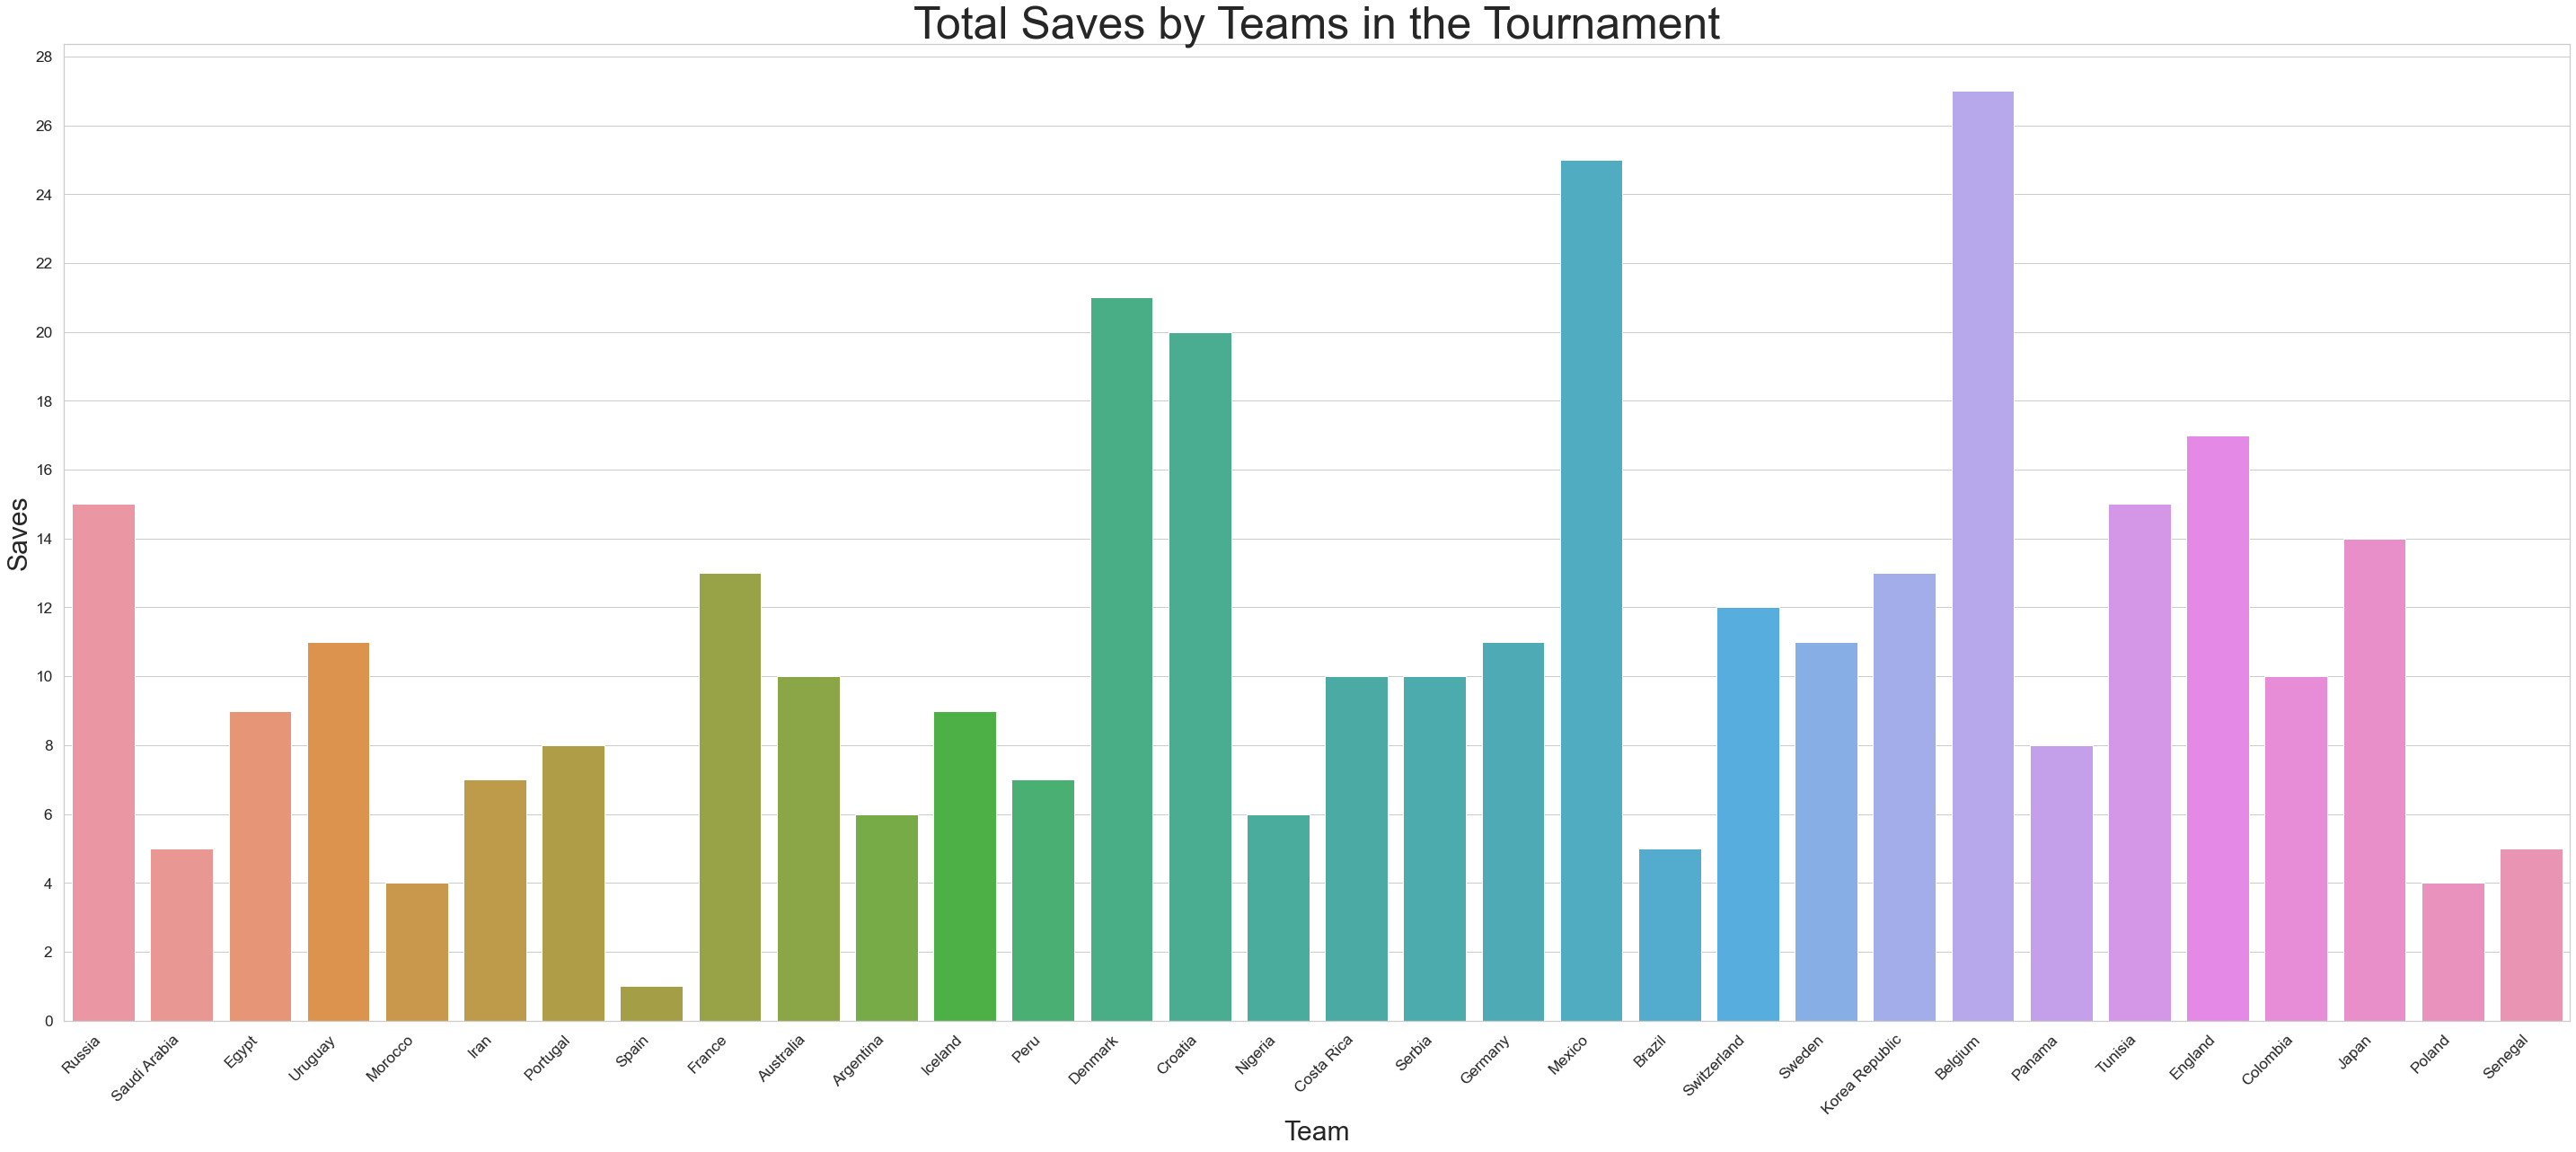 Total Saves by Teams in the Tournament
28
26
24
22
20
18
16
14
12
10
8
6
4
2
0
Saves
Russia
Saudi Arabia
Egypt
Uruguay
Morocco
Iran
Portugal
Spain
France
Australia
Argentina
Iceland
Peru
Denmark
Croatia
Nigeria
Costa Rica
Serbia
Germany
Mexico
Brazil
Switzerland
Sweden
Korea Republic
Belgium
Panama
Tunisia
England
Colombia
Japan
Poland
Senegal
Team